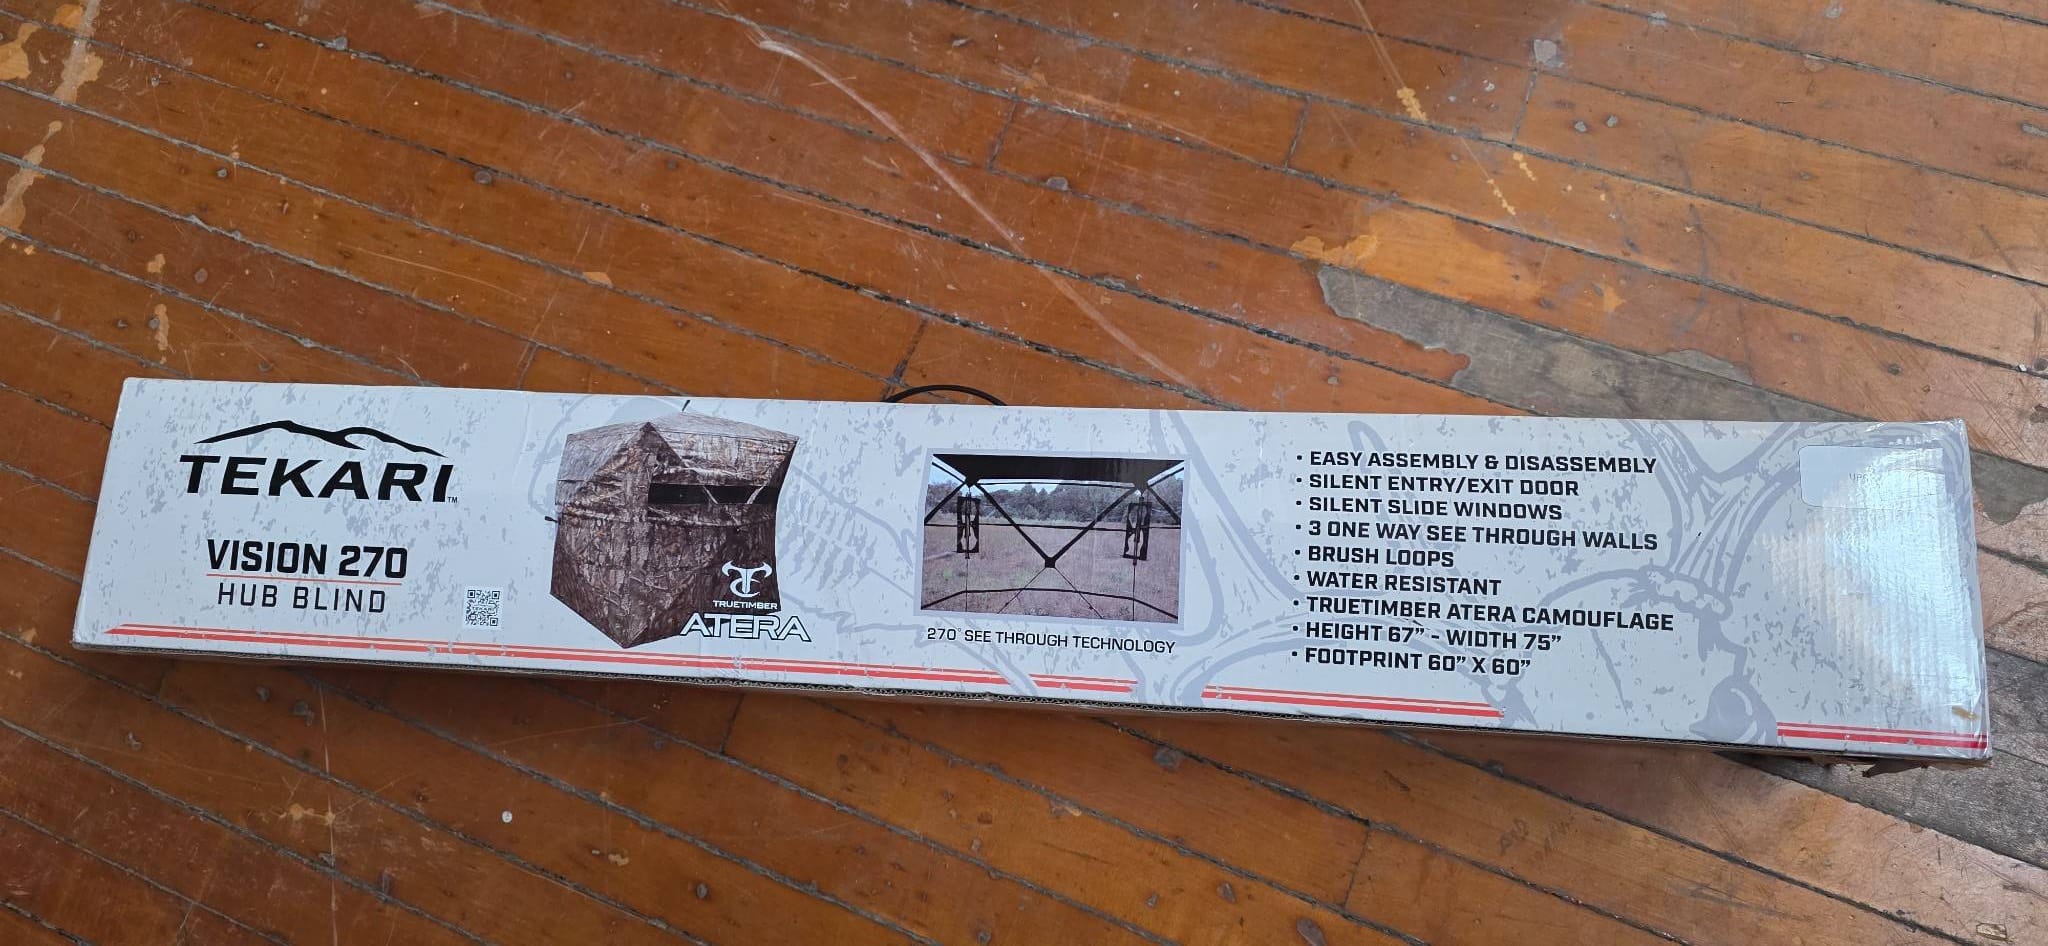 TEKARI™
VISION 270
HUB BLIND
TRUETIMBER
ATERA
270° SEE THROUGH TECHNOLOGY
• EASY ASSEMBLY & DISASSEMBLY
• SILENT ENTRY/EXIT DOOR
• SILENT SLIDE WINDOWS
• 3 ONE WAY SEE THROUGH WALLS
• BRUSH LOOPS
• WATER RESISTANT
• TRUETIMBER ATERA CAMOUFLAGE
• HEIGHT 67” - WIDTH 75”
• FOOTPRINT 60” X 60”